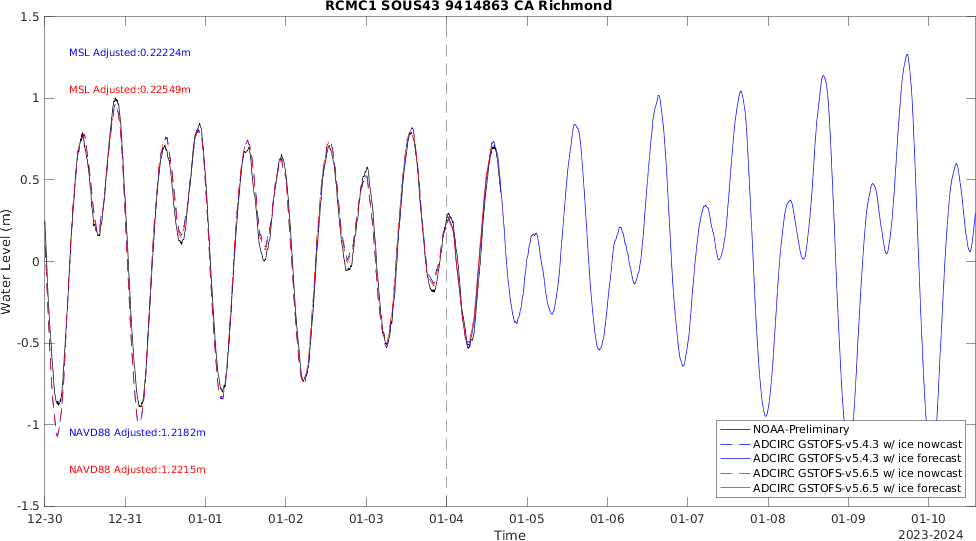 RCMC1 SOUS43 9414863 CA Richmond
1.5
MSL Adjusted:0.22224m
MSL Adjusted:0.22549m
1
0.5
0
-0.5
-1
-1.5
Water Level (m)
NAVD88 Adjusted:1.2182m
NAVD88 Adjusted:1.2215m
NOAA-Preliminary
ADCIRC GSTOFS-v5.4.3 w/ ice nowcast
ADCIRC GSTOFS-v5.4.3 w/ ice forecast
ADCIRC GSTOFS-v5.6.5 w/ ice nowcast
ADCIRC GSTOFS-v5.6.5 w/ ice forecast
12-30 12-31 01-01 01-02 01-03 01-04 01-05 01-06 01-07 01-08 01-09 01-10
2023-2024
Time